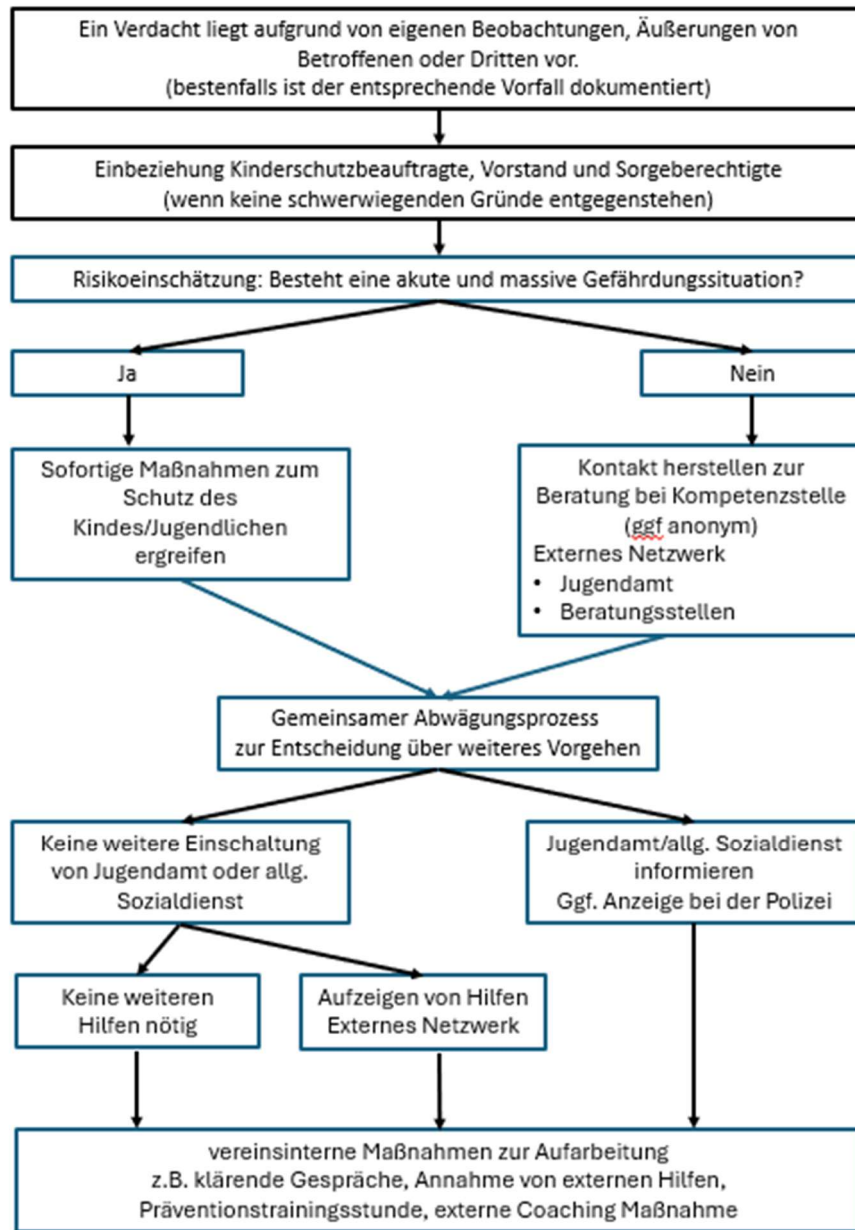 Ein Verdacht liegt aufgrund von eigenen Beobachtungen, Äußerungen von
Betroffenen oder Dritten vor.
(bestenfalls ist der entsprechende Vorfall dokumentiert)
Einbeziehung Kinderschutzbeauftragte, Vorstand und Sorgeberechtigte
(wenn keine schwerwiegenden Gründe entgegenstehen)
Risikoeinschätzung: Besteht eine akute und massive Gefährdungssituation?
Ja
Nein
Sofortige Maßnahmen zum
Schutz des
Kindes/Jugendlichen
ergreifen
Kontakt herstellen zur
Beratung bei Kompetenzstelle
(ggf anonym)
Externes Netzwerk
• Jugendamt
• Beratungsstellen
Gemeinsamer Abwägungsprozess
zur Entscheidung über weiteres Vorgehen
Keine weitere Einschaltung
von Jugendamt oder allg.
Sozialdienst
Jugendamt/allg. Sozialdienst
informieren
Ggf. Anzeige bei der Polizei
Keine weiteren
Hilfen nötig
Aufzeigen von Hilfen
Externes Netzwerk
vereinsinterne Maßnahmen zur Aufarbeitung
z.B. klärende Gespräche, Annahme von externen Hilfen,
Präventionstrainingsstunde, externe Coaching Maßnahme